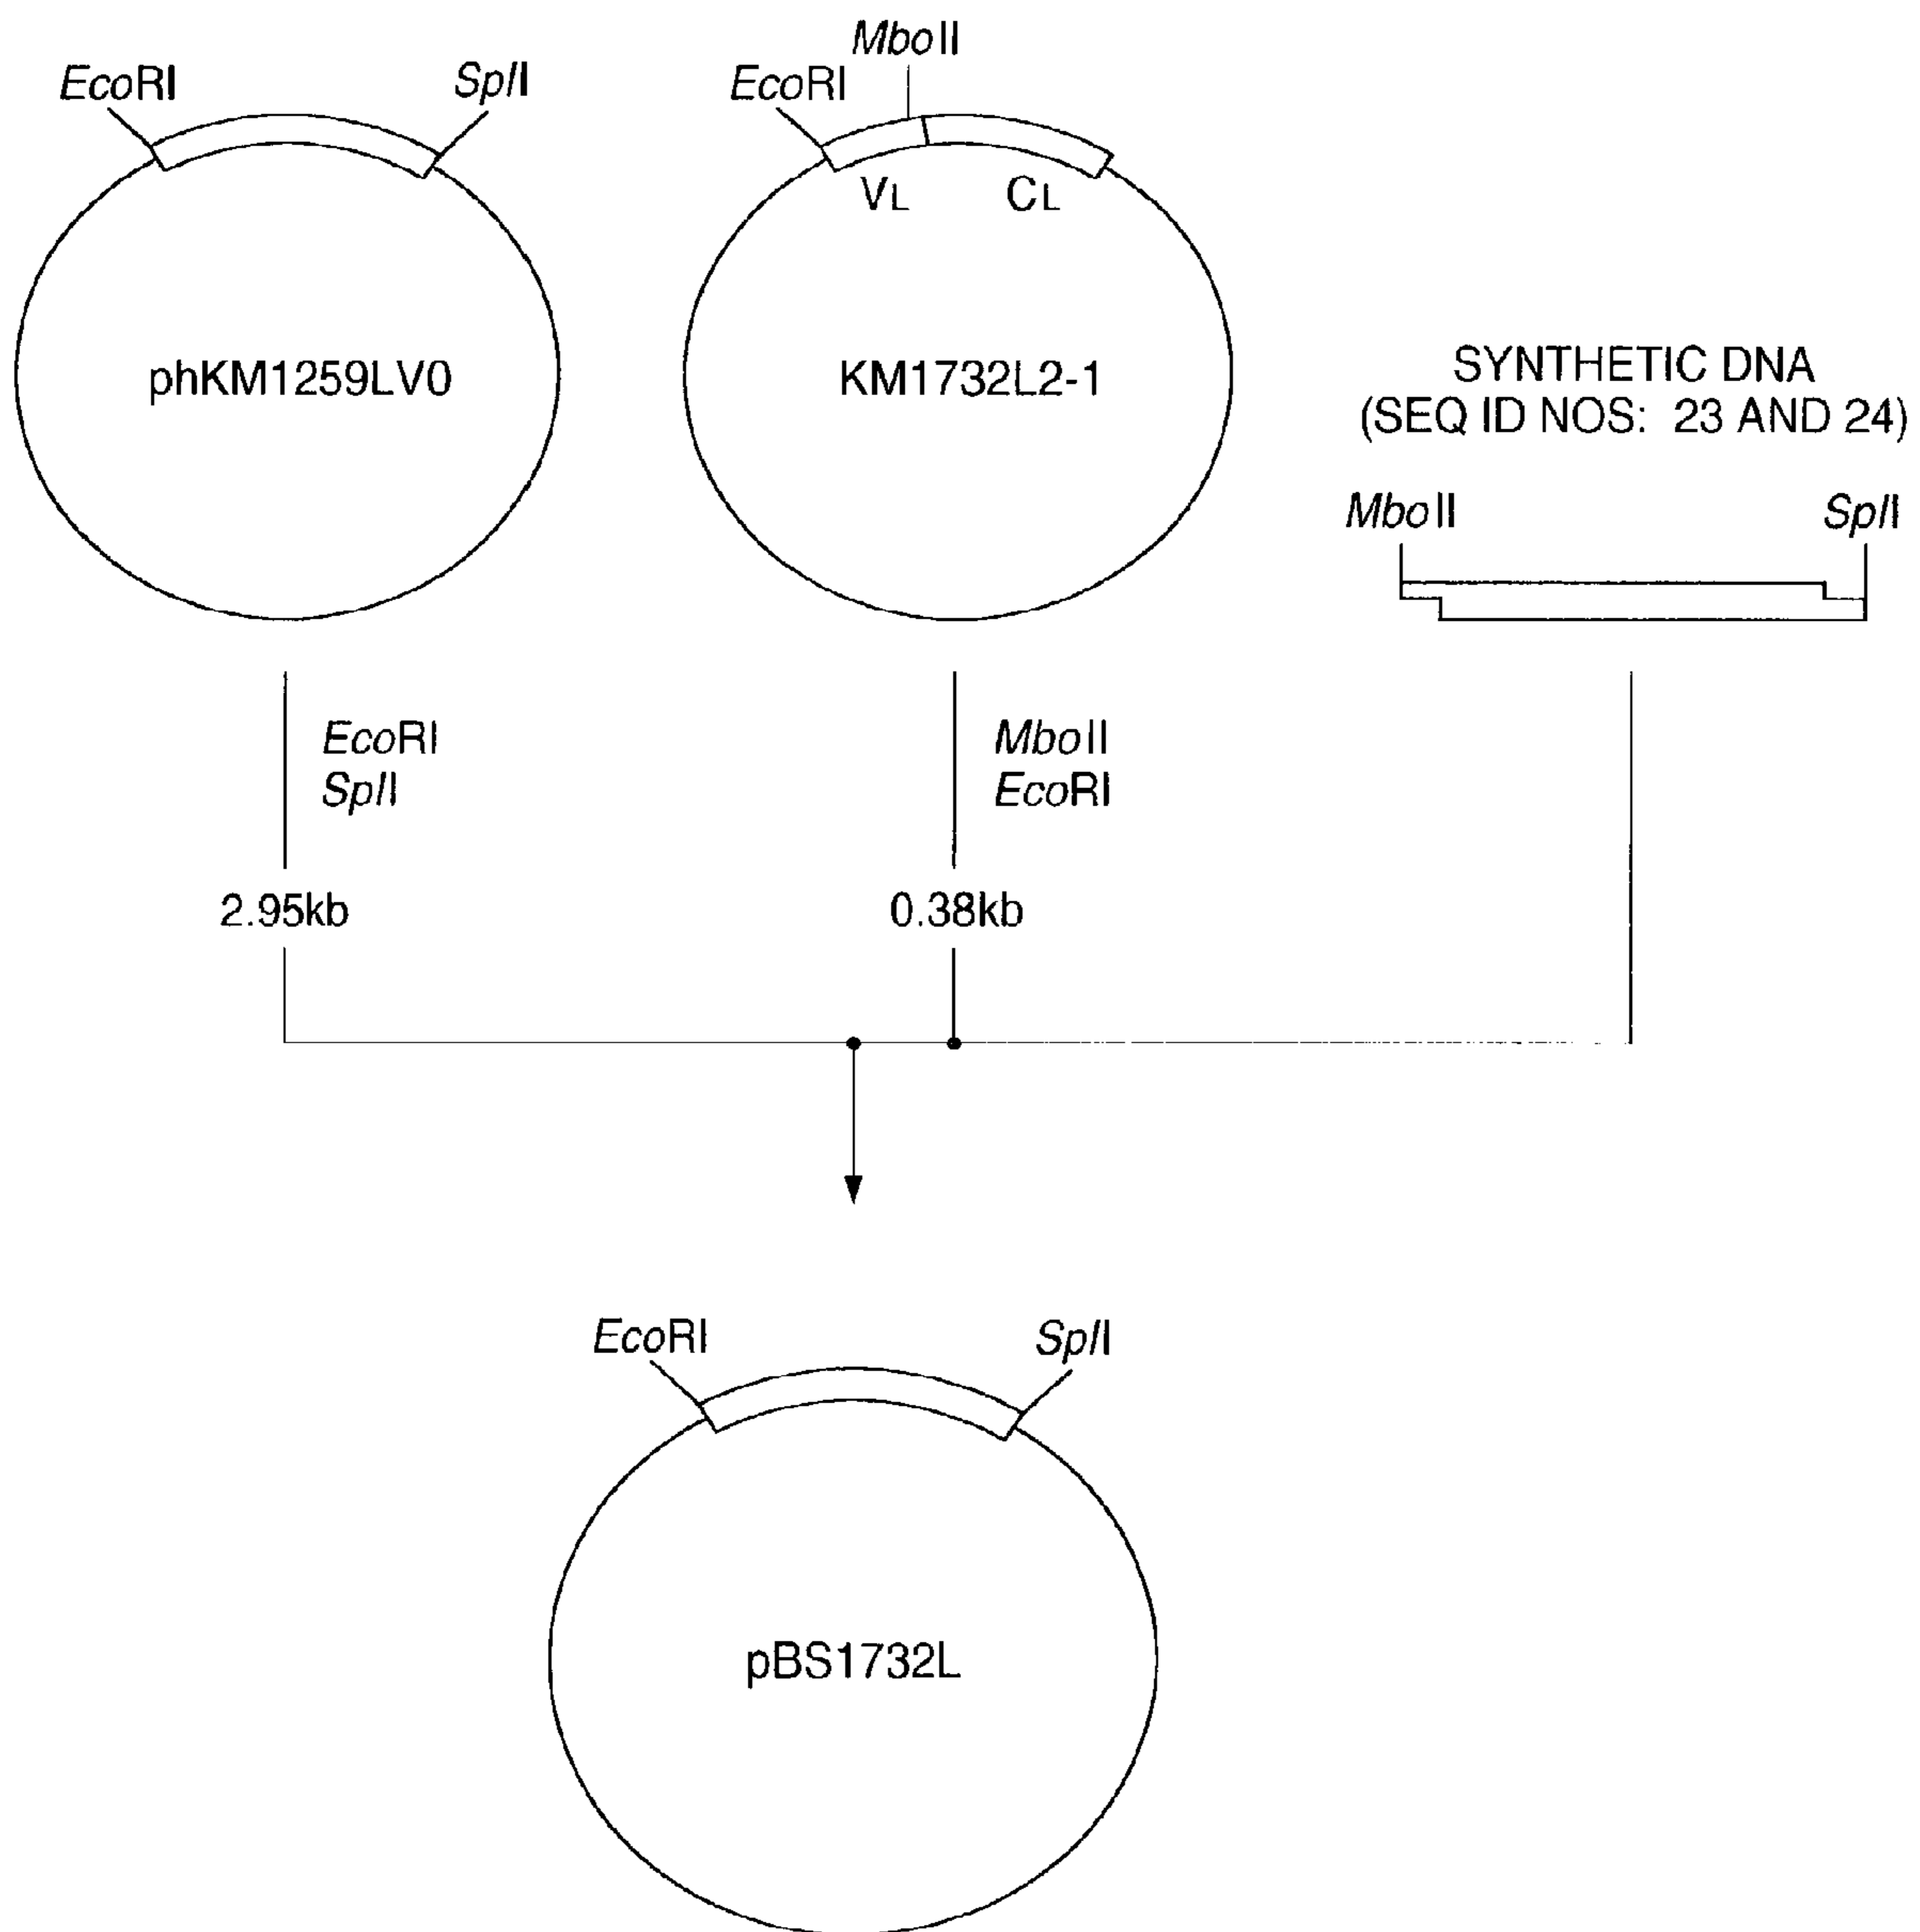 EcoRI
SplI
phKM1259LV0
EcoRI
MboII
VL
CL
KM1732L2-1
SYNTHETIC DNA
(SEQ ID NOS: 23 AND 24)
MboII
SplI
EcoRI
SplI
2.95kb
MboII
EcoRI
0.38kb
EcoRI
SplI
pBS1732L